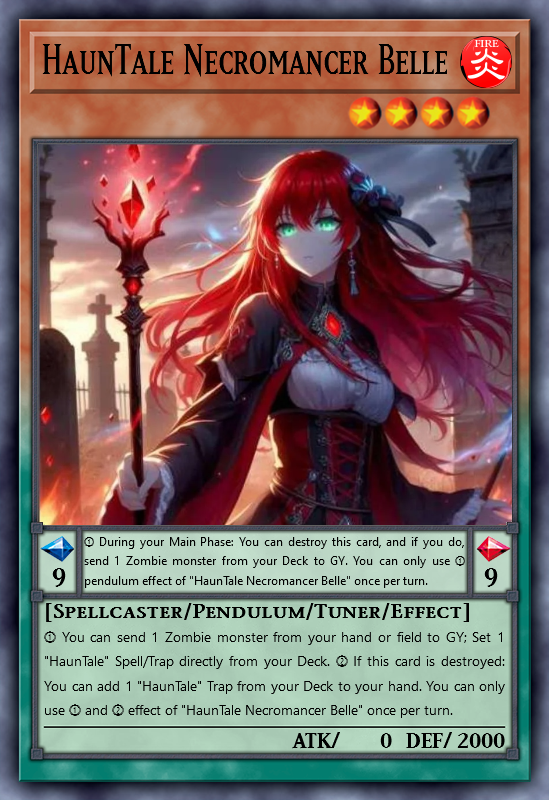 HaunTale Necromancer Belle
FIRE
炎
① During your Main Phase: You can destroy this card, and if you do,
send 1 Zombie monster from your Deck to GY. You can only use ①
pendulum effect of "HaunTale Necromancer Belle" once per turn.
9
9
[Spellcaster/Pendulum/Tuner/Effect]
① You can send 1 Zombie monster from your hand or field to GY; Set 1
"HaunTale" Spell/Trap directly from your Deck. ② If this card is destroyed:
You can add 1 "HaunTale" Trap from your Deck to your hand. You can only
use ① and ② effect of "HaunTale Necromancer Belle" once per turn.
ATK/ 0 DEF/ 2000